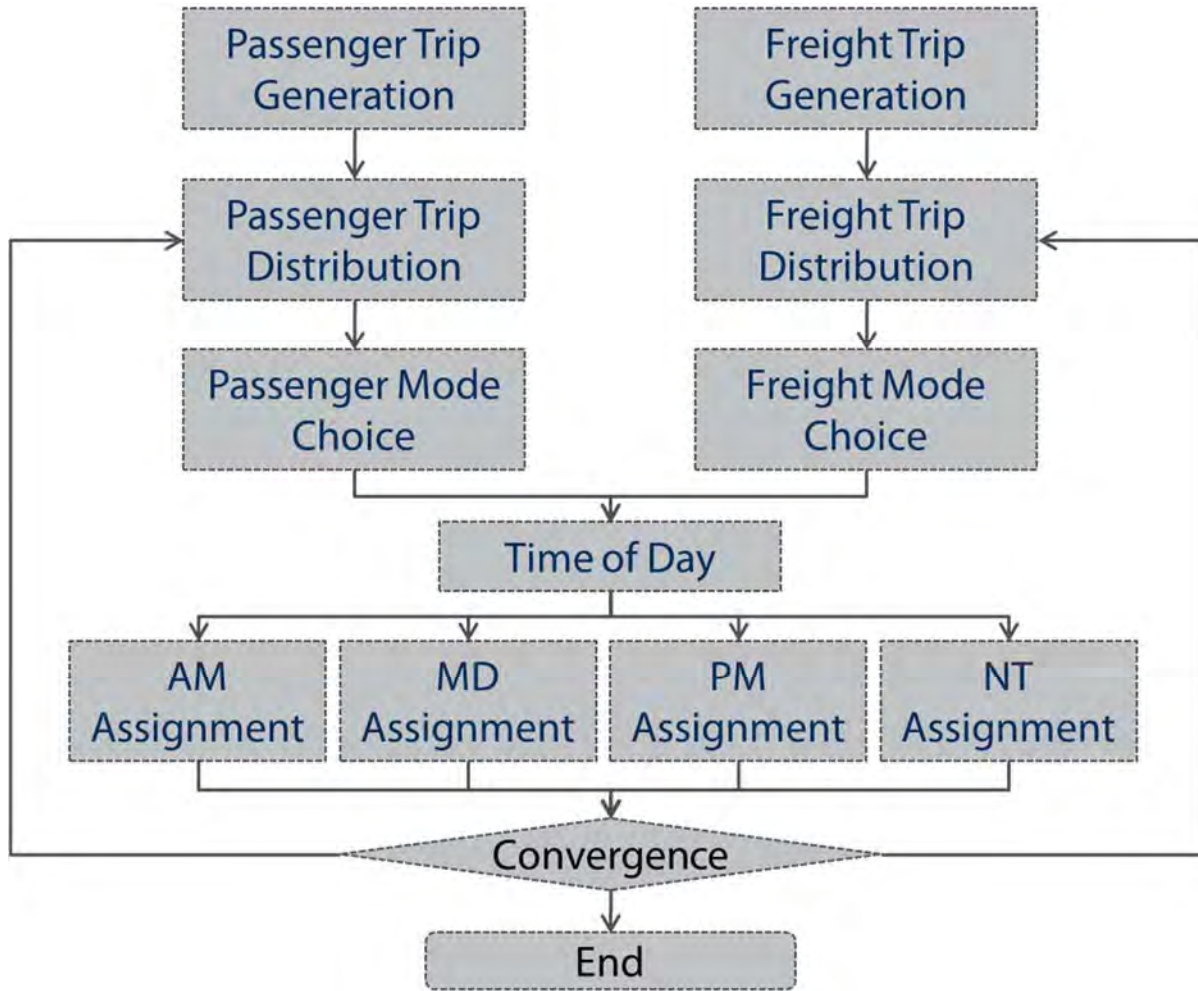 Passenger Trip
Generation
Freight Trip
Generation
Passenger Trip
Distribution
Freight Trip
Distribution
Passenger Mode
Choice
Freight Mode
Choice
Time of Day
AM
Assignment
MD
Assignment
PM
Assignment
NT
Assignment
Convergence
End